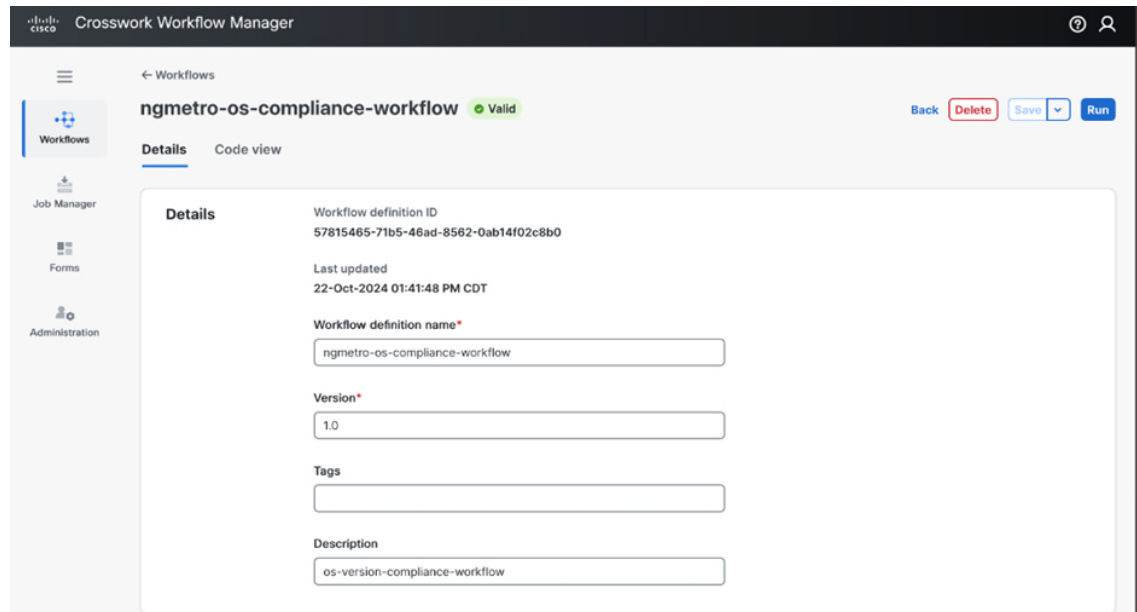 cisco Crosswork Workflow Manager
← Workflows
ngmetro-os-compliance-workflow Valid
Back Delete Save Run
Workflows
Details Code view
Job Manager
Forms
Administration
Details
Workflow definition ID
57815465-71b5-46ad-8562-0ab14f02c8b0
Last updated
22-Oct-2024 01:41:48 PM CDT
Workflow definition name*
ngmetro-os-compliance-workflow
Version*
1.0
Tags
Description
os-version-compliance-workflow